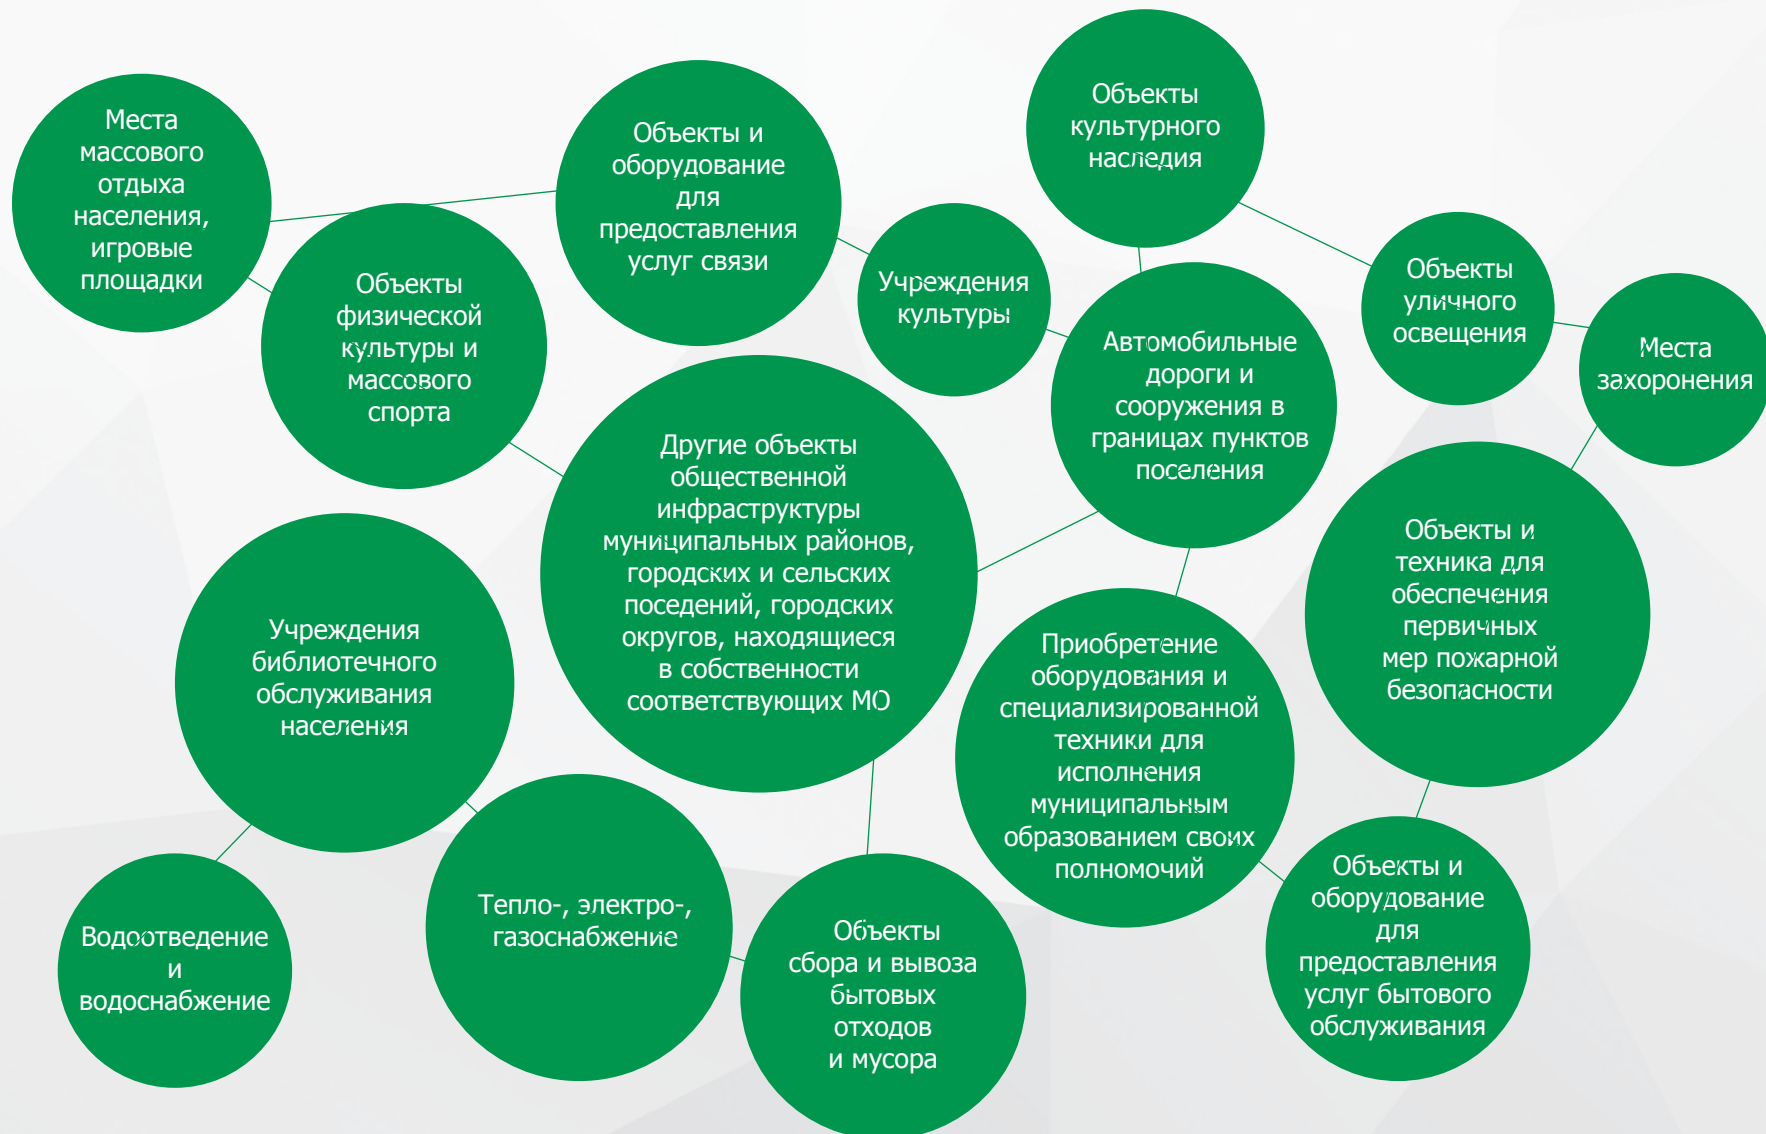 Места
массового
отдыха
населения,
игровые
площадки
Объекты и
оборудование
для
предоставления
услуг связи
Объекты
культурного
наследия
Объекты
физической
культуры и
массового
спорта
Учреждения
культуры
Автомобильные
дороги и
сооружения в
границах пунктов
поселения
Объекты
уличного
освещения
Места
захоронения
Другие объекты
общественной
инфраструктуры
муниципальных районов,
городских и сельских
поседений, городских
округов, находящиеся
в собственности
соответствующих МО
Объекты и
техника для
обеспечения
первичных
мер пожарной
безопасности
Учреждения
библиотечного
обслуживания
населения
Приобретение
оборудования и
специализированной
техники для
исполнения
муниципальным
образованием своих
полномочий
Водоотведение
и
водоснабжение
Тепло-, электро-,
газоснабжение
Объекты
сбора и вывоза
бытовых
отходов
и мусора
Объекты и
оборудование
для
предоставления
услуг бытового
обслуживания